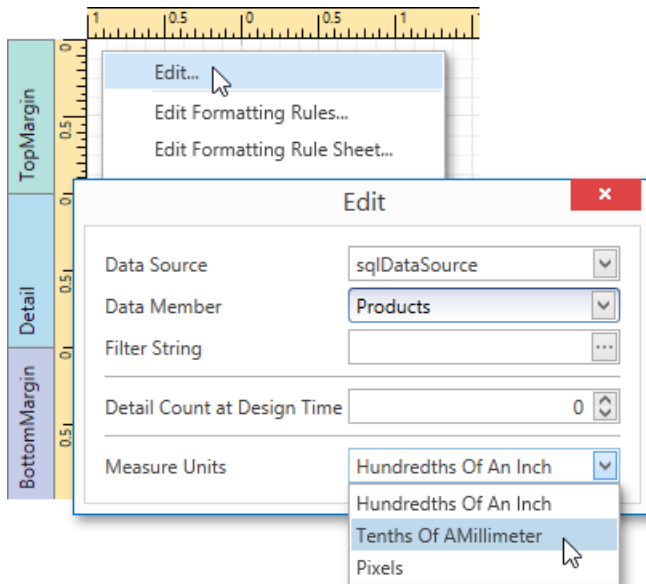 1 0.5 0 0.5 1
TopMargin
0
0.5
Edit...
Edit Formatting Rules...
Edit Formatting Rule Sheet...
Detail
0
0.5
BottomMargin
0
0.5
Edit
Data Source sqlDataSource
Data Member Products
Filter String ...
Detail Count at Design Time 0
Measure Units Hundredths Of An Inch
Hundredths Of An Inch
Tenths Of AMillimeter
Pixels